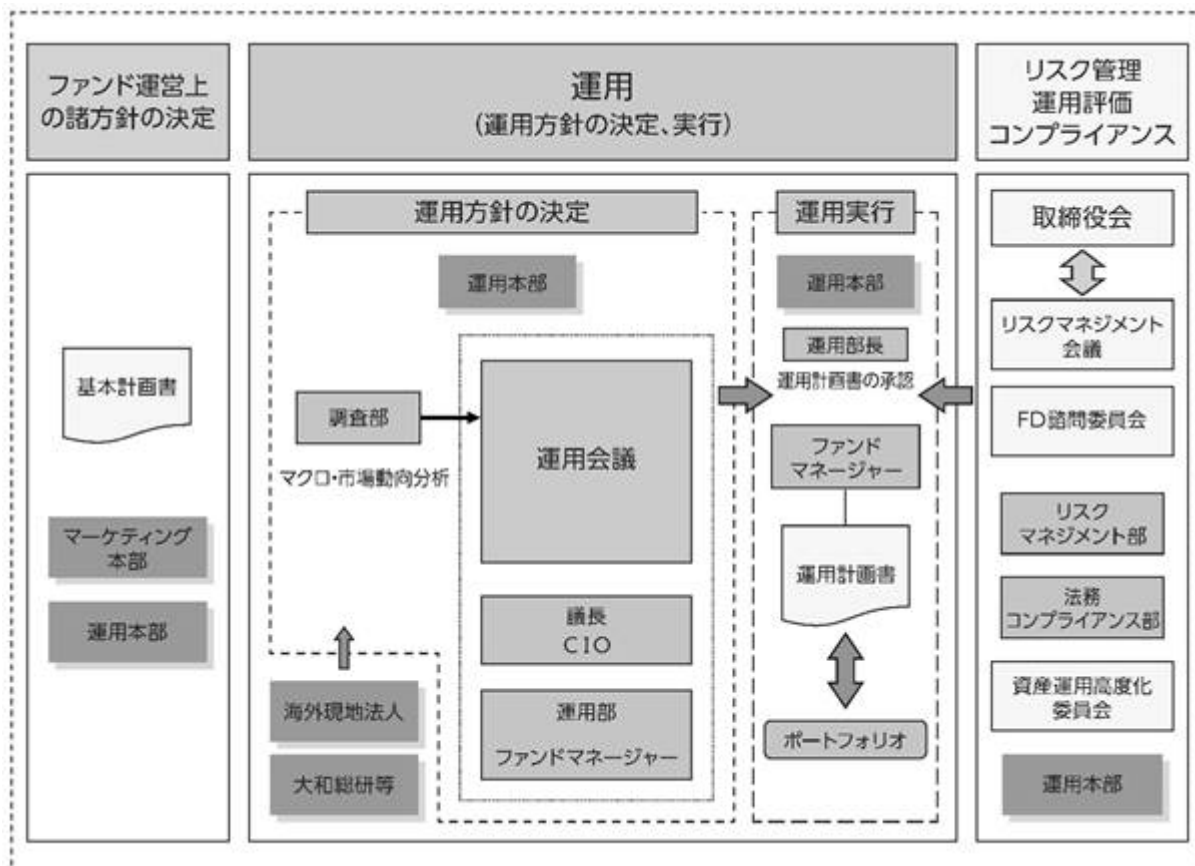 ファンド運営上
の諸方針の決定
運用
(運用方針の決定、実行)
リスク管理
運用評価
コンプライアンス
基本計画書
マーケティング
本部
運用本部
運用方針の決定
運用本部
調査部
マクロ・市場動向分析
運用会議
議長
CIO
運用部
ファンドマネージャー
海外現地法人
大和総研等
運用実行
運用本部
運用部長
運用計画書の承認
ファンド
マネージャー
運用計画書
ポートフォリオ
取締役会
リスクマネジメント
会議
FD諮問委員会
リスク
マネジメント部
法務
コンプライアンス部
資産運用高度化
委員会
運用本部